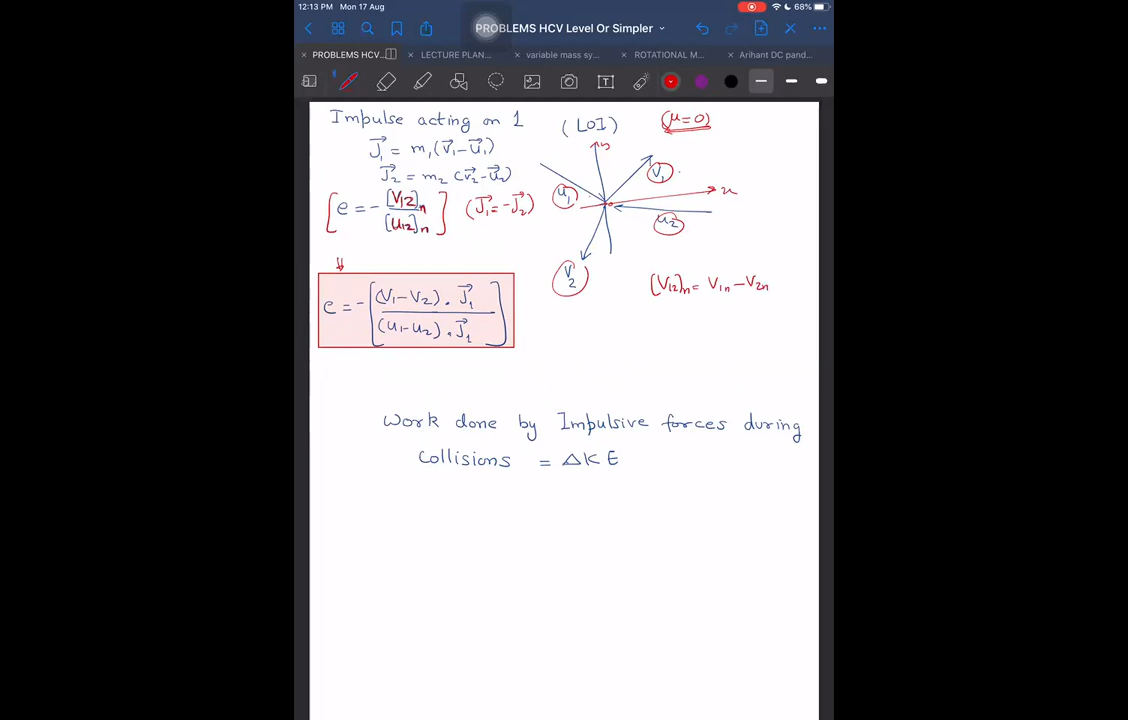 12:13 PM Mon 17 Aug
68%
PROBLEMS HCV Level Or Simpler
PROBLEMS HCV...
LECTURE PLAN...
variable mass sy...
ROTATIONAL M...
Arihant DC pand...
Impulse acting on 1
(LOI)
(μ=0)
J⃗₁ = m₁(v⃗₁-u⃗₁)
J⃗₂ = m₂(v⃗₂-u⃗₂)
[e = -[V12]n/[U12]n]
(J⃗₁=-J⃗₂)
u₁
V₁
x
u₂
V₂
[V12]n = V1n - V2n
e = -[(V₁-V₂) . J⃗₁ / (u₁-u₂) . J⃗₁]
Work done by Impulsive forces during
Collisions = ΔKE